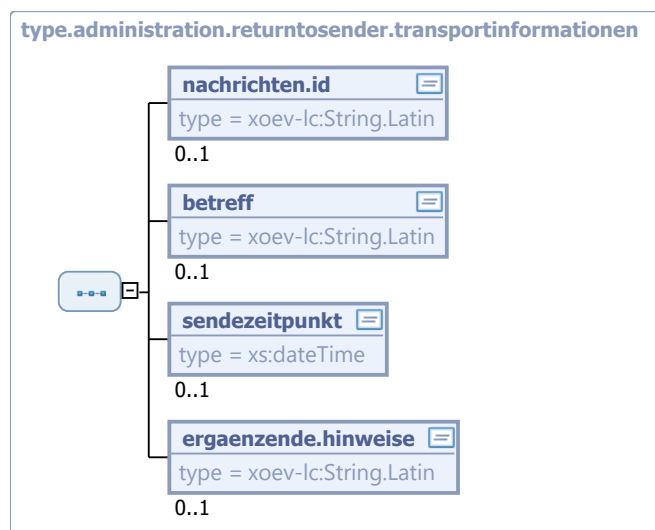 type.administration.returntosender.transportinformationen
nachrichten.id
type = xoev-lc:String.Latin
0..1
betreff
type = xoev-lc:String.Latin
0..1
sendezeitpunkt
type = xs:dateTime
0..1
ergaenzende.hinweise
type = xoev-lc:String.Latin
0..1